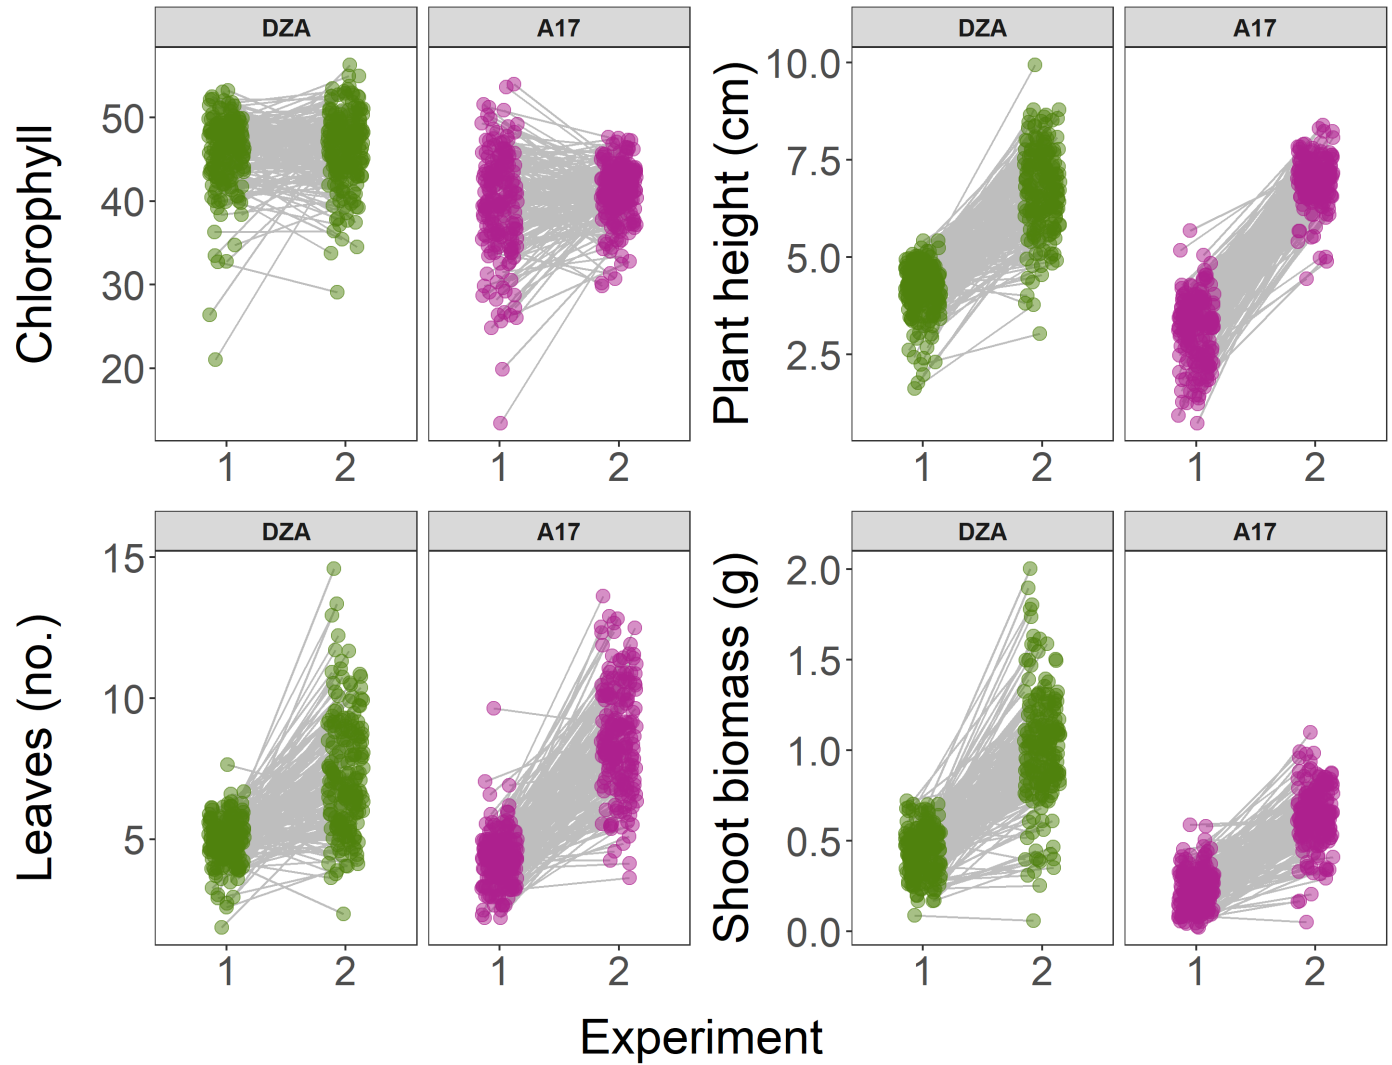 DZA
A17
Chlorophyll
50
40
30
20
1
2
1
2
DZA
A17
Plant height (cm)
10.0
7.5
5.0
2.5
1
2
1
2
DZA
A17
Leaves (no.)
15
10
5
1
2
1
2
DZA
A17
Shoot biomass (g)
2.0
1.5
1.0
0.5
0.0
1
2
1
2
Experiment